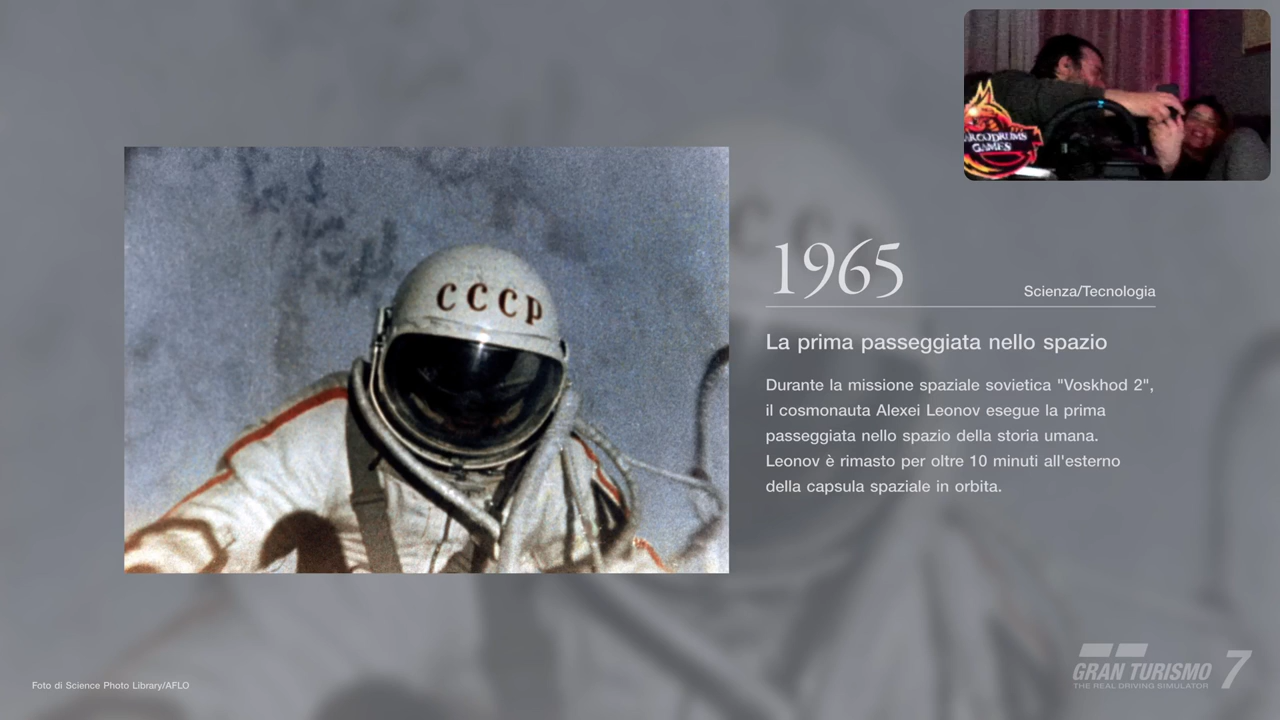 CCCP
1965
Scienza/Tecnologia
La prima passeggiata nello spazio
Durante la missione spaziale sovietica "Voskhod 2",
il cosmonauta Alexei Leonov esegue la prima
passeggiata nello spazio della storia umana.
Leonov è rimasto per oltre 10 minuti all'esterno
della capsula spaziale in orbita.
GAMES
Foto di Science Photo Library/AFLO
GRAN TURISMO 7
THE REAL DRIVING SIMULATOR